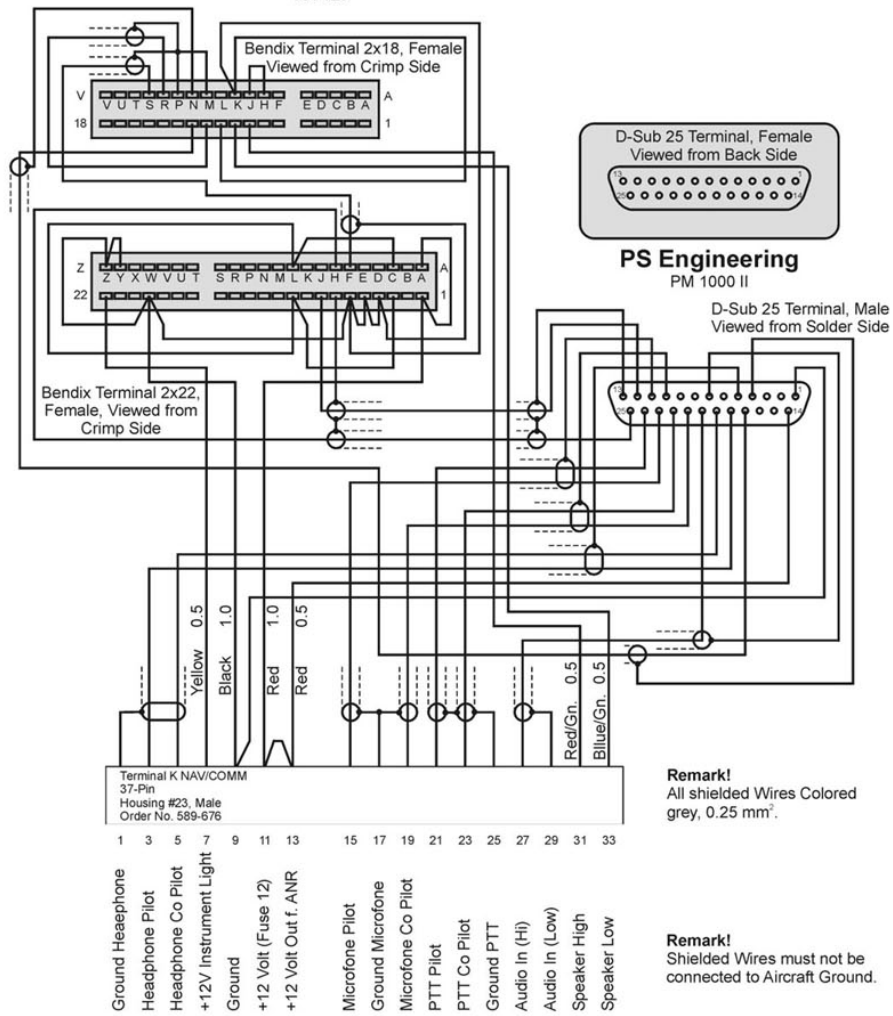 Bendix Terminal 2x18, Female
Viewed from Crimp Side
V
V U T S R P N M L K J H F E D C B A
A
18
1
D-Sub 25 Terminal, Female
Viewed from Back Side
13
1
25
14
PS Engineering
PM 1000 II
Z
Z Y X W V U T S R P N M L K J H F E D C B A
A
22
1
D-Sub 25 Terminal, Male
Viewed from Solder Side
13
1
25
14
Bendix Terminal 2x22,
Female, Viewed from
Crimp Side
Yellow 0.5
Black 1.0
Red 1.0
Red 0.5
Red/Gn. 0.5
Bllue/Gn. 0.5
Terminal K NAV/COMM
37-Pin
Housing #23, Male
Order No. 589-676
1 3 5 7 9 11 13 15 17 19 21 23 25 27 29 31 33
Ground Heaephone
Headphone Pilot
Headphone Co Pilot
+12V Instrument Light
Ground
+12 Volt (Fuse 12)
+12 Volt Out f. ANR
Microfone Pilot
Ground Microfone
Microfone Co Pilot
PTT Pilot
PTT Co Pilot
Ground PTT
Audio In (Hi)
Audio In (Low)
Speaker High
Speaker Low
Remark!
All shielded Wires Colored
grey, 0.25 mm².
Remark!
Shielded Wires must not be
connected to Aircraft Ground.